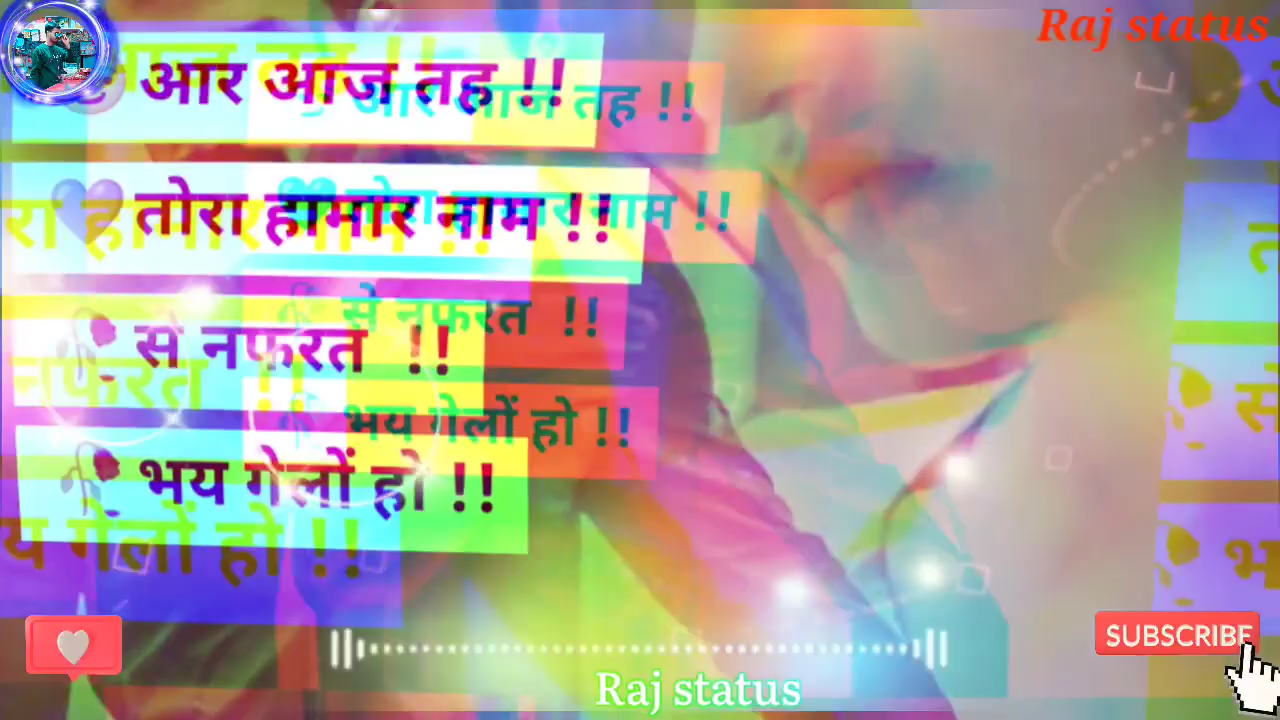 Raj status
आर आज तह !!
तोरा हामार नाम !!
से नफरत !!
भय गेलों हो !!
SUBSCRIBE
Raj status